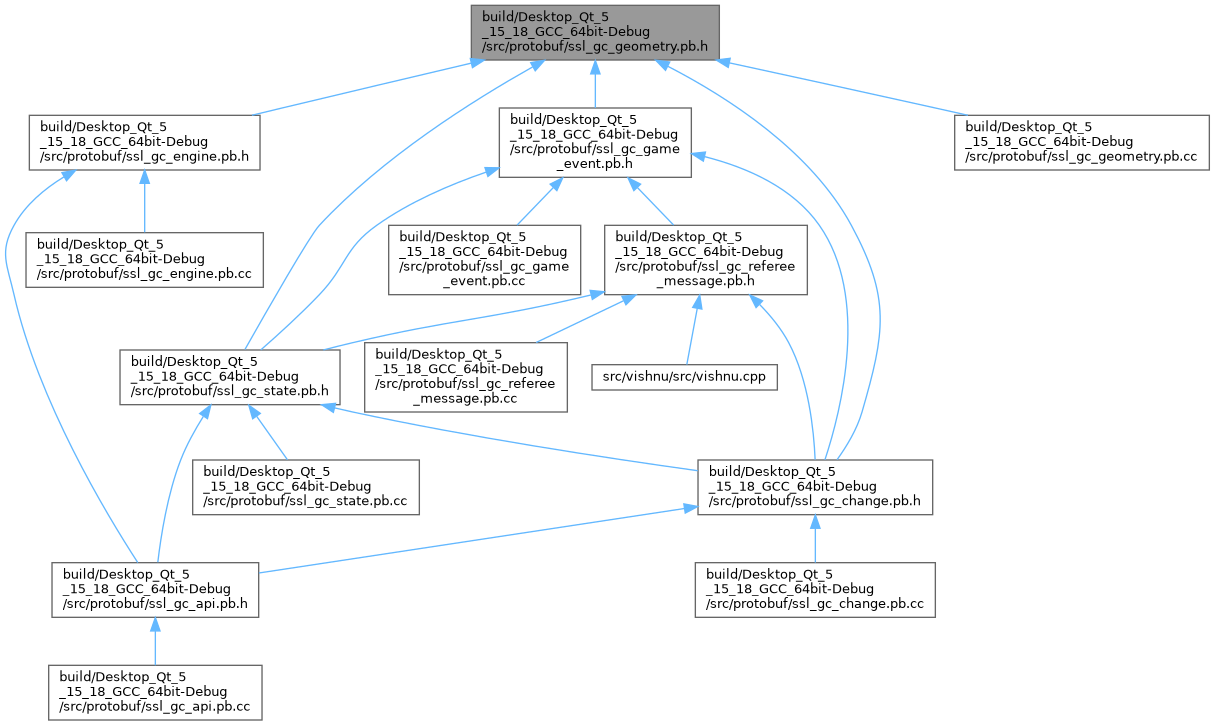 build/Desktop_Qt_5
_15_18_GCC_64bit-Debug
/src/protobuf/ssl_gc_geometry.pb.h
build/Desktop_Qt_5
_15_18_GCC_64bit-Debug
/src/protobuf/ssl_gc_engine.pb.h
build/Desktop_Qt_5
_15_18_GCC_64bit-Debug
/src/protobuf/ssl_gc_game
_event.pb.h
build/Desktop_Qt_5
_15_18_GCC_64bit-Debug
/src/protobuf/ssl_gc_geometry.pb.cc
build/Desktop_Qt_5
_15_18_GCC_64bit-Debug
/src/protobuf/ssl_gc_engine.pb.cc
build/Desktop_Qt_5
_15_18_GCC_64bit-Debug
/src/protobuf/ssl_gc_game
_event.pb.cc
build/Desktop_Qt_5
_15_18_GCC_64bit-Debug
/src/protobuf/ssl_gc_referee
_message.pb.h
build/Desktop_Qt_5
_15_18_GCC_64bit-Debug
/src/protobuf/ssl_gc_state.pb.h
build/Desktop_Qt_5
_15_18_GCC_64bit-Debug
/src/protobuf/ssl_gc_referee
_message.pb.cc
src/vishnu/src/vishnu.cpp
build/Desktop_Qt_5
_15_18_GCC_64bit-Debug
/src/protobuf/ssl_gc_state.pb.cc
build/Desktop_Qt_5
_15_18_GCC_64bit-Debug
/src/protobuf/ssl_gc_change.pb.h
build/Desktop_Qt_5
_15_18_GCC_64bit-Debug
/src/protobuf/ssl_gc_api.pb.h
build/Desktop_Qt_5
_15_18_GCC_64bit-Debug
/src/protobuf/ssl_gc_change.pb.cc
build/Desktop_Qt_5
_15_18_GCC_64bit-Debug
/src/protobuf/ssl_gc_api.pb.cc